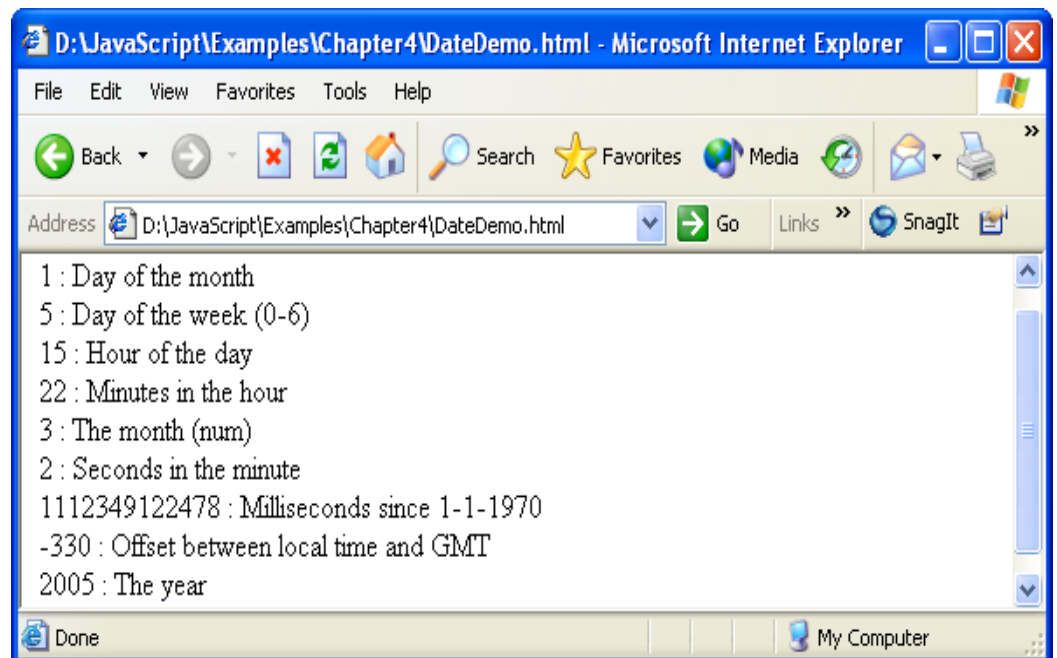 D:\JavaScript\Examples\Chapter4\DateDemo.html - Microsoft Internet Explorer
File Edit View Favorites Tools Help
Back Search Favorites Media »
Address D:\JavaScript\Examples\Chapter4\DateDemo.html Go Links » SnagIt
1 : Day of the month
5 : Day of the week (0-6)
15 : Hour of the day
22 : Minutes in the hour
3 : The month (num)
2 : Seconds in the minute
1112349122478 : Milliseconds since 1-1-1970
-330 : Offset between local time and GMT
2005 : The year
Done My Computer